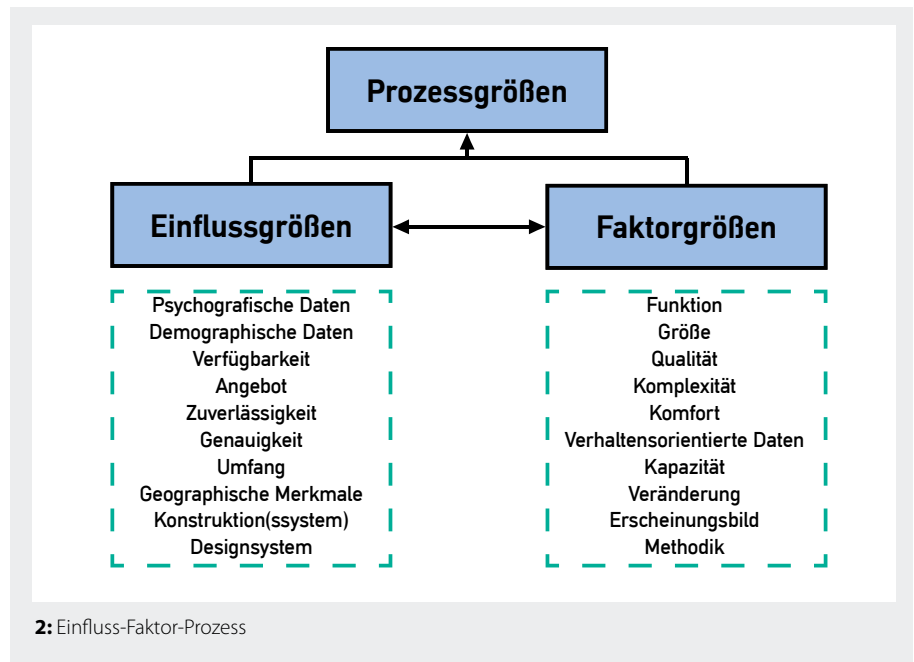 Prozessgrößen
Einflussgrößen
Faktorgrößen
Psychografische Daten
Demographische Daten
Verfügbarkeit
Angebot
Zuverlässigkeit
Genauigkeit
Umfang
Geographische Merkmale
Konstruktion(ssystem)
Designsystem
Funktion
Größe
Qualität
Komplexität
Komfort
Verhaltensorientierte Daten
Kapazität
Veränderung
Erscheinungsbild
Methodik
2: Einfluss-Faktor-Prozess